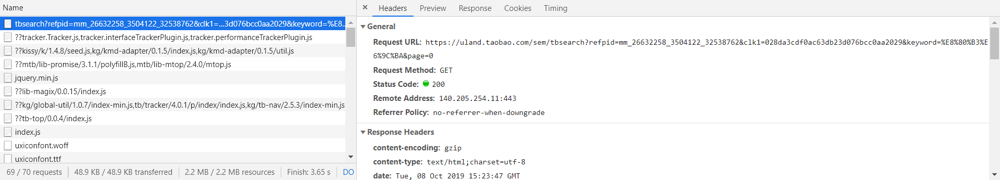 Name
tbsearch?refpid=mm_26632258_3504122_32538762&clk1=...3d076bcc0aa2029&keyword=%E8...
??tracker.Tracker.js,tracker.interfaceTrackerPlugin.js,tracker.performanceTrackerPlugin.js
??kissy/k/1.4.8/seed.js,kg/kmd-adapter/0.1.5/index.js,kg/kmd-adapter/0.1.5/util.js
??mtb/lib-promise/3.1.1/polyfillB.js,mtb/lib-mtop/2.4.0/mtop.js
jquery.min.js
??lib-magix/0.0.15/index.js
??kg/global-util/1.0.7/index-min.js,tb/tracker/4.0.1/p/index/index.js,kg/tb-nav/2.5.3/index-min.js
??tb-top/0.0.4/index.js
index.js
uxiconfont.woff
uxiconfont.ttf
69 / 70 requests 48.9 KB / 48.9 KB transferred 2.2 MB / 2.2 MB resources Finish: 3.65 s DO
× Headers Preview Response Cookies Timing
General
Request URL: https://uland.taobao.com/sem/tbsearch?refpid=mm_26632258_3504122_32538762&clk1=028da3cdf0ac63db23d076bcc0aa2029&keyword=%E8%80%B3%E
6%9C%BA&page=0
Request Method: GET
Status Code: 200
Remote Address: 140.205.254.11:443
Referrer Policy: no-referrer-when-downgrade
Response Headers
content-encoding: gzip
content-type: text/html;charset=utf-8
date: Tue, 08 Oct 2019 15:23:47 GMT